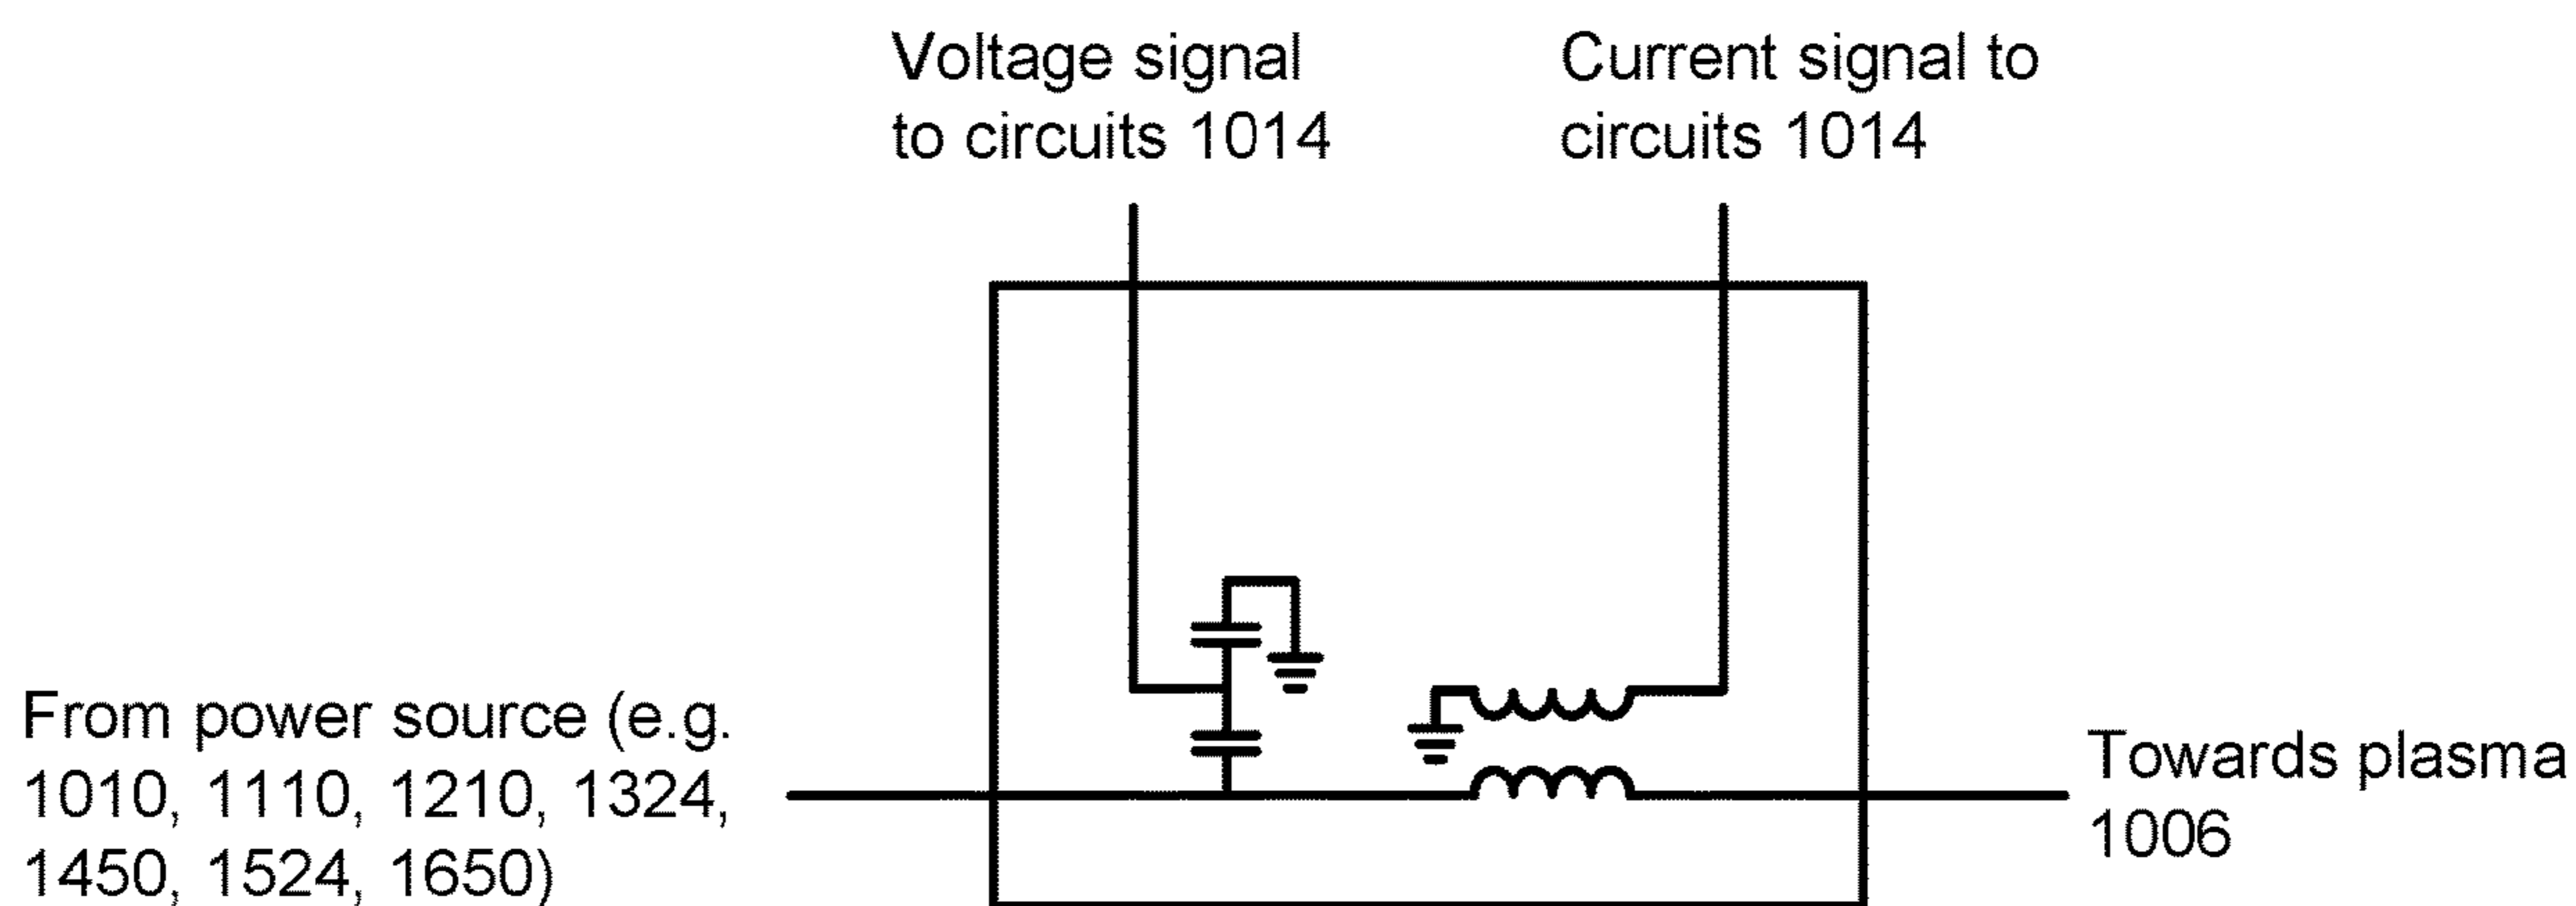 Voltage signal
to circuits 1014
Current signal to
circuits 1014
From power source (e.g.
1010, 1110, 1210, 1324,
1450, 1524, 1650)
Towards plasma
1006